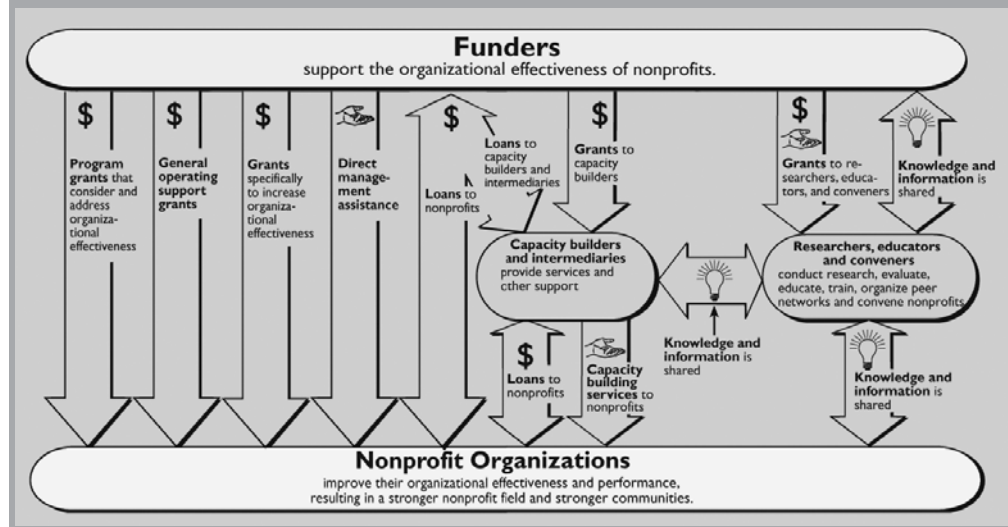 Funders
support the organizational effectiveness of nonprofits.
$
Program
grants that
consider and
address
organiza-
tional
effectiveness
$
General
operating
support
grants
$
Grants
specifically
to increase
organiza-
tional
effectiveness
Direct
manage-
ment
assistance
$
Loans to
nonprofits
Loans to
capacity
builders and
intermediaries
$
Grants to
capacity
builders
$
Grants to re-
searchers, educa-
tors, and conveners
Knowledge and
information is
shared
Capacity builders
and intermediaries
provide services and
cther support
Researchers, educators
and conveners
conduct research, evaluate,
educate, train, organize peer
networks and convene nonprofits
Knowledge and
information is
shared
$
Loans to
nonprofits
Capacity
building
services to
nonprofits
Knowledge and
information is
shared
Nonprofit Organizations
improve their organizational effectiveness and performance,
resulting in a stronger nonprofit field and stronger communities.